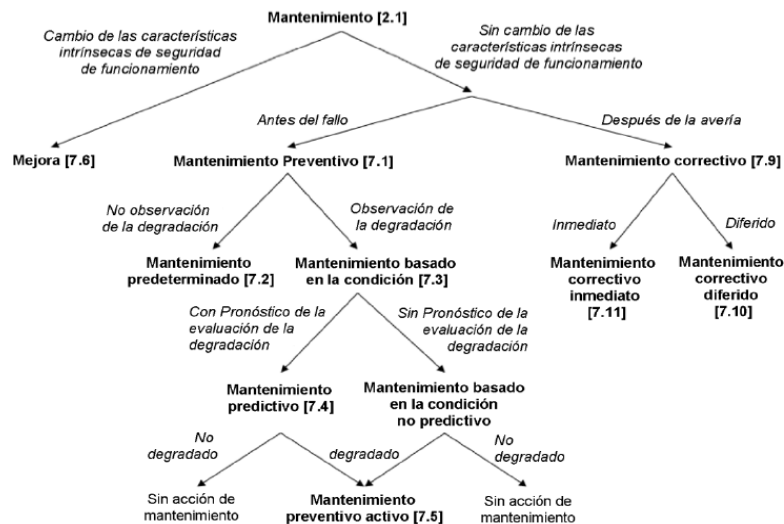 Mantenimiento [2.1]
Cambio de las características
intrínsecas de seguridad
de funcionamiento
Sin cambio de las
características intrínsecas
de seguridad de funcionamiento
Antes del fallo
Después de la avería
Mejora [7.6]
Mantenimiento Preventivo [7.1]
Mantenimiento correctivo [7.9]
No observación
de la degradación
Observación de
la degradación
Inmediato
Diferido
Mantenimiento
predeterminado [7.2]
Mantenimiento basado
en la condición [7.3]
Mantenimiento
correctivo
inmediato
[7.11]
Mantenimiento
correctivo
diferido
[7.10]
Con Pronóstico de la
evaluación de la
degradación
Sin Pronóstico de la
evaluación de la
degradación
Mantenimiento
predictivo [7.4]
Mantenimiento basado
en la condición
no predictivo
No
degradado
degradado
No
degradado
Sin acción de
mantenimiento
Mantenimiento
preventivo activo [7.5]
Sin acción de
mantenimiento